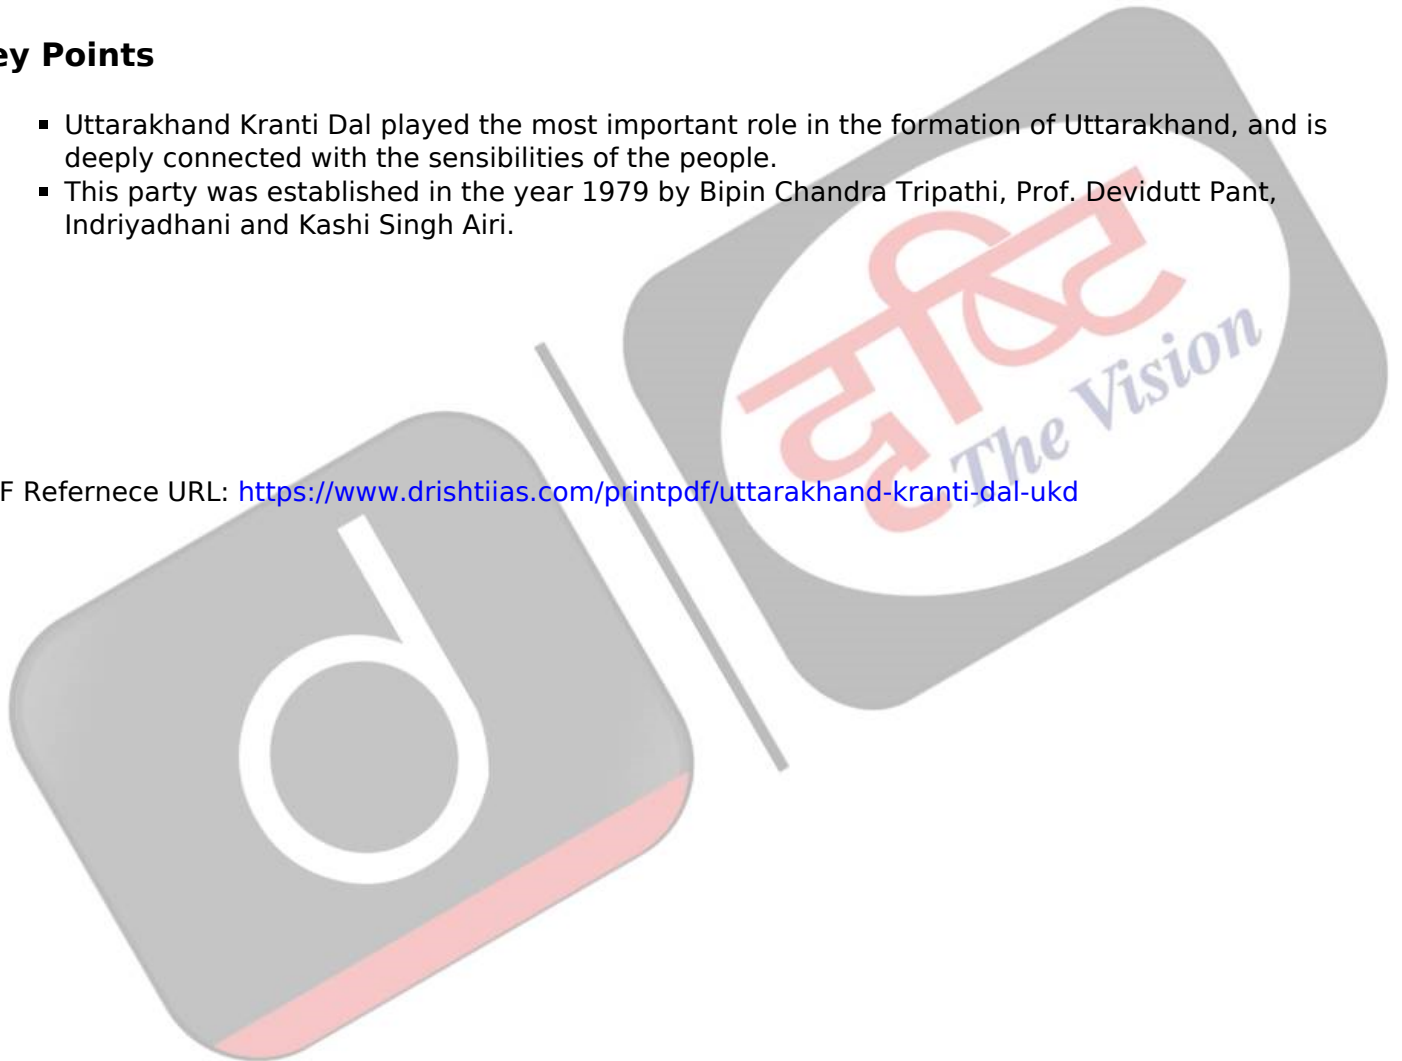 ey Points
▪ Uttarakhand Kranti Dal played the most important role in the formation of Uttarakhand, and is
deeply connected with the sensibilities of the people.
▪ This party was established in the year 1979 by Bipin Chandra Tripathi, Prof. Devidutt Pant,
Indriyadhani and Kashi Singh Airi.
दृष्टि
The Vision
F Refernece URL: https://www.drishtiias.com/printpdf/uttarakhand-kranti-dal-ukd
d